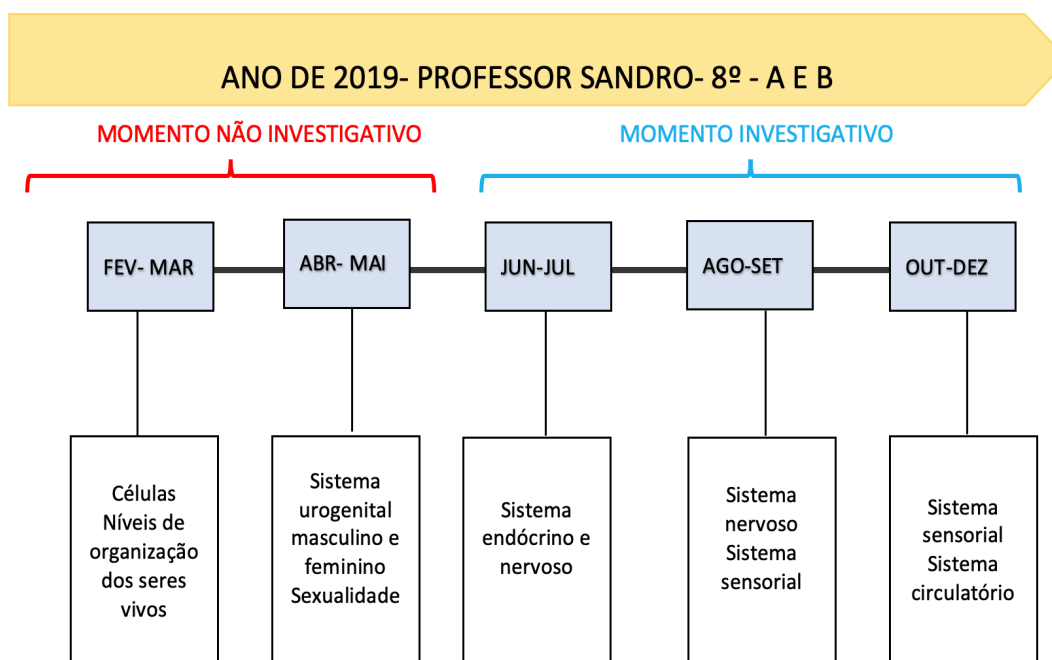 ANO DE 2019- PROFESSOR SANDRO- 8º - A E B
MOMENTO NÃO INVESTIGATIVO
MOMENTO INVESTIGATIVO
FEV- MAR
ABR- MAI
JUN-JUL
AGO-SET
OUT-DEZ
Células
Níveis de
organização
dos seres
vivos
Sistema
urogenital
masculino e
feminino
Sexualidade
Sistema
endócrino e
nervoso
Sistema
nervoso
Sistema
sensorial
Sistema
sensorial
Sistema
circulatório